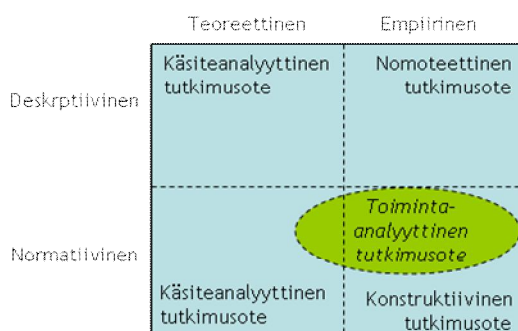 Teoreettinen Empiirinen
Käsiteanalyyttinen Nomoteettinen
tutkimusote tutkimusote
Deskrptiivinen
Toiminta-
analyyttinen
tutkimusote
Normatiivinen
Käsiteanalyyttinen Konstruktiivinen
tutkimusote tutkimusote